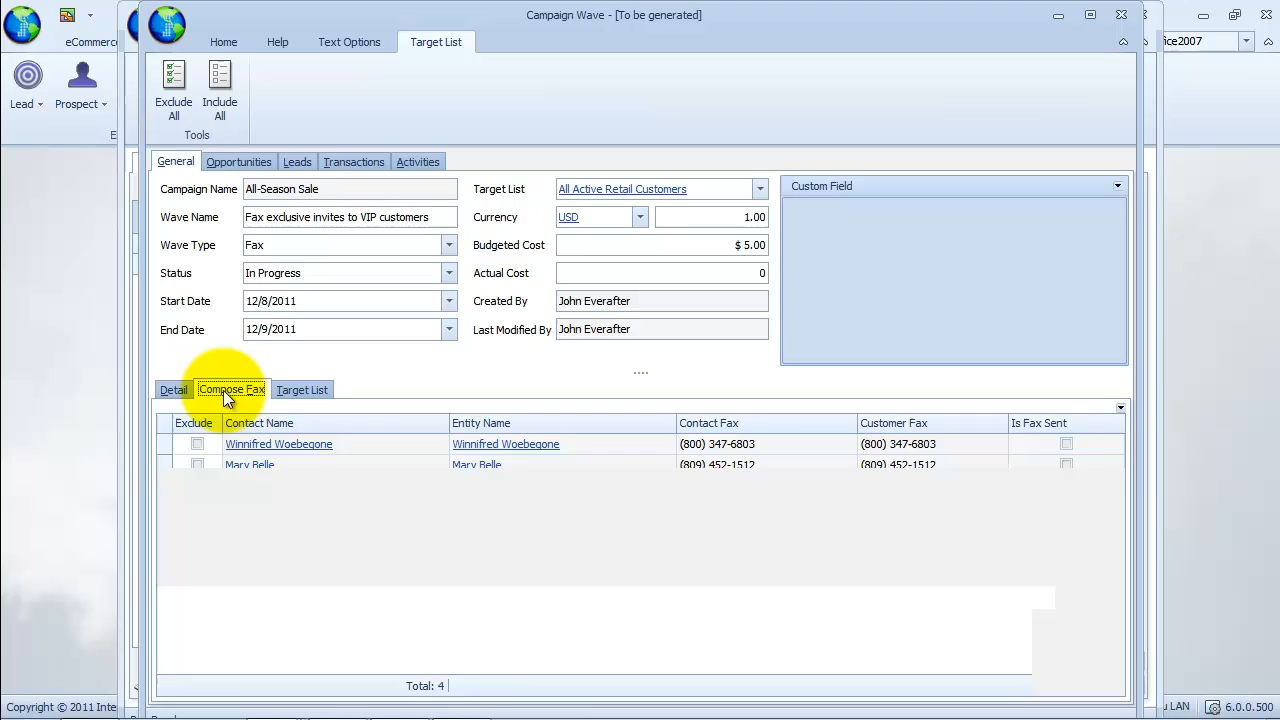 Campaign Wave - [To be generated]
eCommerc
Home Help Text Options Target List
ice2007
Lead Prospect
Exclude All
Include All
Tools
E
General Opportunities Leads Transactions Activities
Campaign Name All-Season Sale Target List All Active Retail Customers Custom Field
Wave Name Fax exclusive invites to VIP customers Currency USD 1.00
Wave Type Fax Budgeted Cost $ 5.00
Status In Progress Actual Cost 0
Start Date 12/8/2011 Created By John Everafter
End Date 12/9/2011 Last Modified By John Everafter
Detail Compose Fax Target List
Exclude Contact Name Entity Name Contact Fax Customer Fax Is Fax Sent
Winnifred Woebegone Winnifred Woebegone (800) 347-6803 (800) 347-6803
Mary Belle Mary Belle (809) 452-1512 (809) 452-1512
Total: 4
Copyright © 2011 Inte u LAN 6.0.0.500